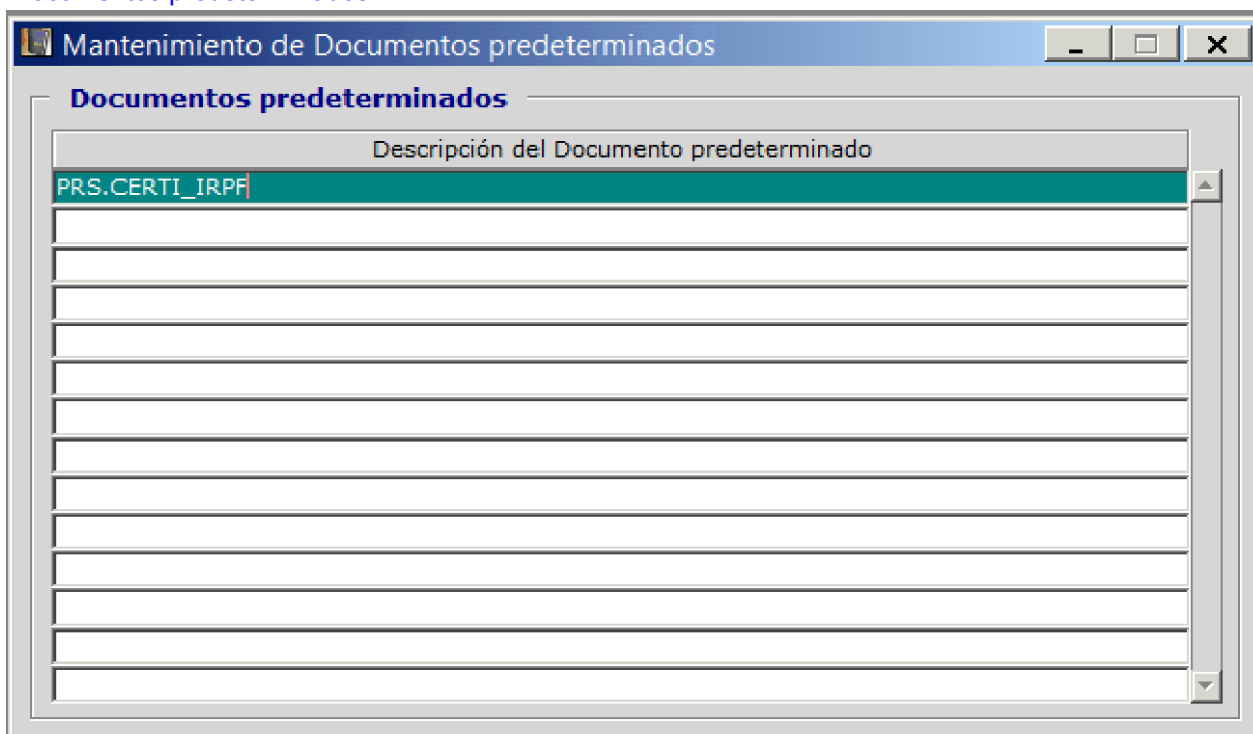 Mantenimiento de Documentos predeterminados
Documentos predeterminados
Descripción del Documento predeterminado
PRS.CERTI_IRPF